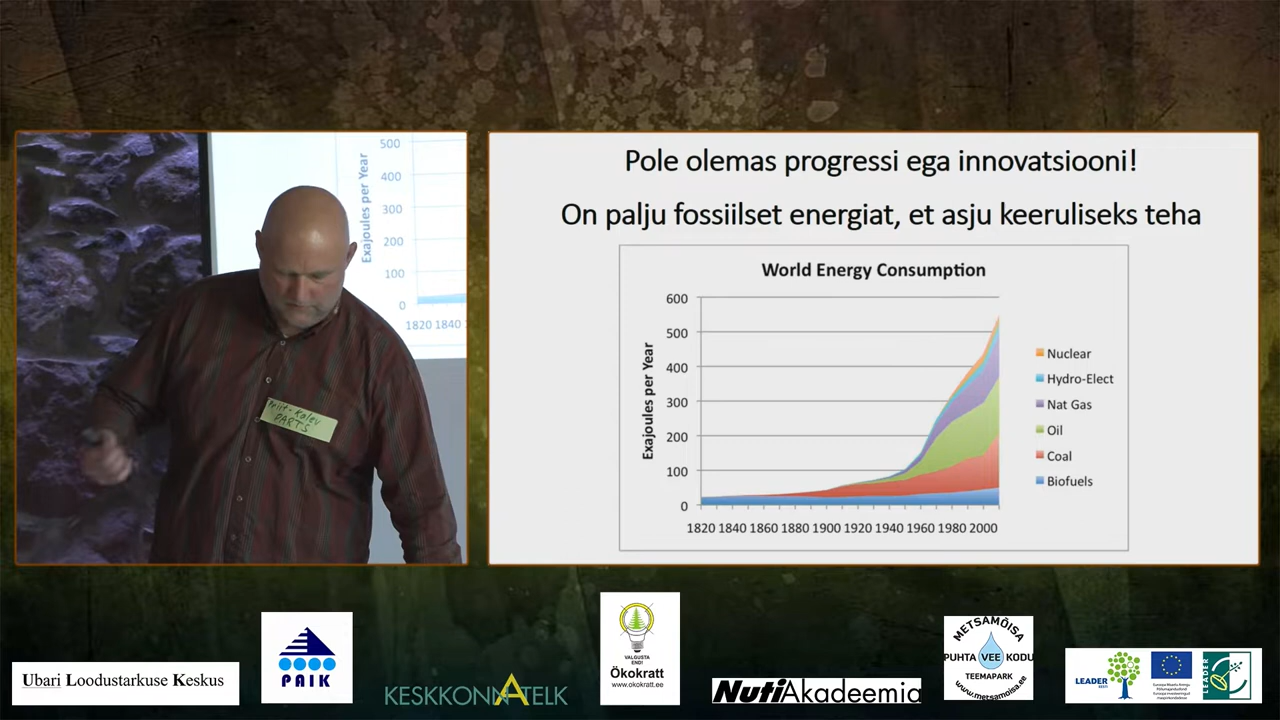 500
400
300
200
100
0
Exajoules per Year
1820 1840
PARTS
Pole olemas progressi ega innovatsiooni!
On palju fossiilset energiat, et asju keeruliseks teha
World Energy Consumption
600
500
400
300
200
100
0
Exajoules per Year
1820 1840 1860 1880 1900 1920 1940 1960 1980 2000
Nuclear
Hydro-Elect
Nat Gas
Oil
Coal
Biofuels
Ubari Loodustarkuse Keskus
PAIK
KESKKONNATELK
VALGUSTA
END!
Ökokratt
www.okokratt.ee
NutiAkadeemia
METSAMÕISA
PUHTA VEE KODU
TEEMAPARK
www.metsamoisa.ee
LEADER
EESTI
LEADER